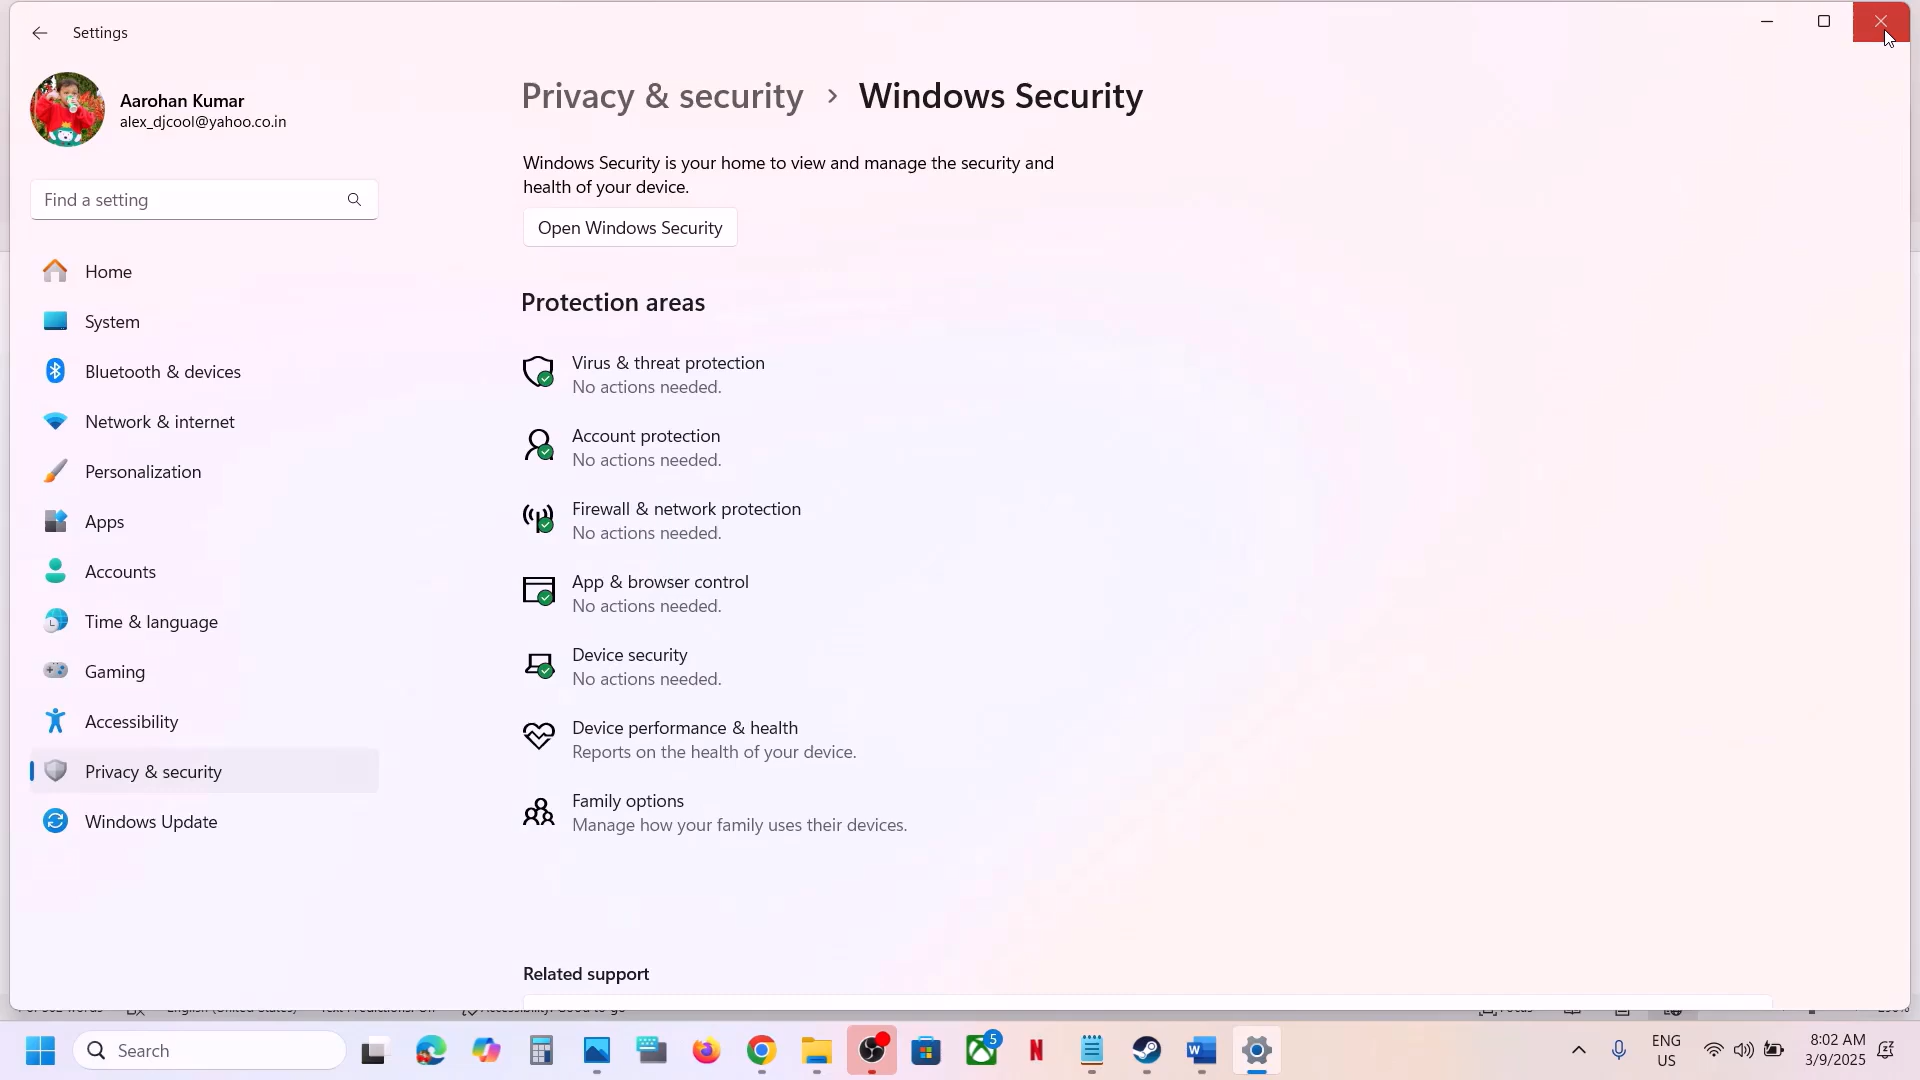 Settings
Aarohan Kumar
alex_djcool@yahoo.co.in
Find a setting
Home
System
Bluetooth & devices
Network & internet
Personalization
Apps
Accounts
Time & language
Gaming
Accessibility
Privacy & security
Windows Update
Privacy & security › Windows Security
Windows Security is your home to view and manage the security and
health of your device.
Open Windows Security
Protection areas
Virus & threat protection
No actions needed.
Account protection
No actions needed.
Firewall & network protection
No actions needed.
App & browser control
No actions needed.
Device security
No actions needed.
Device performance & health
Reports on the health of your device.
Family options
Manage how your family uses their devices.
Related support
Search
5
N
W
ENG
US
8:02 AM
3/9/2025